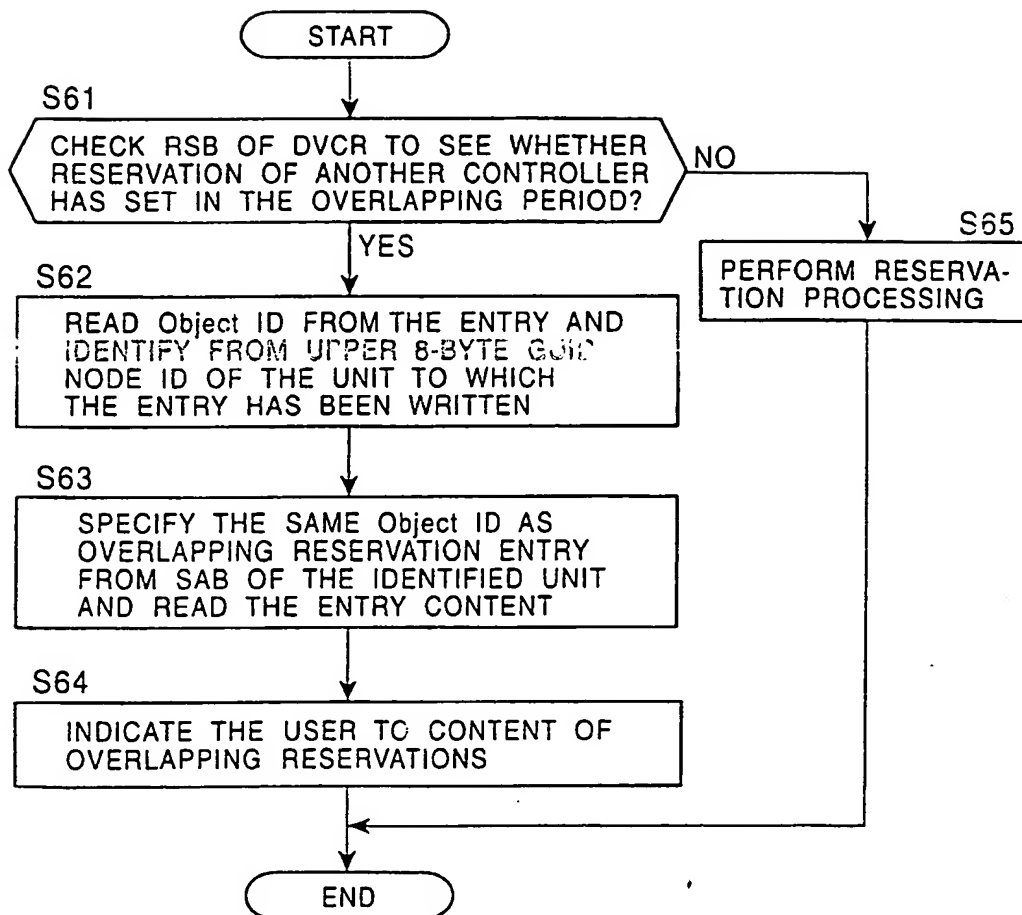 START
S61
CHECK RSB OF DVCR TO SEE WHETHER
RESERVATION OF ANOTHER CONTROLLER
HAS SET IN THE OVERLAPPING PERIOD?
NO
YES
S65
PERFORM RESERVA-
TION PROCESSING
S62
READ Object ID FROM THE ENTRY AND
IDENTIFY FROM UPPER 8-BYTE GUID
NODE ID OF THE UNIT TO WHICH
THE ENTRY HAS BEEN WRITTEN
S63
SPECIFY THE SAME Object ID AS
OVERLAPPING RESERVATION ENTRY
FROM SAB OF THE IDENTIFIED UNIT
AND READ THE ENTRY CONTENT
S64
INDICATE THE USER TO CONTENT OF
OVERLAPPING RESERVATIONS
END